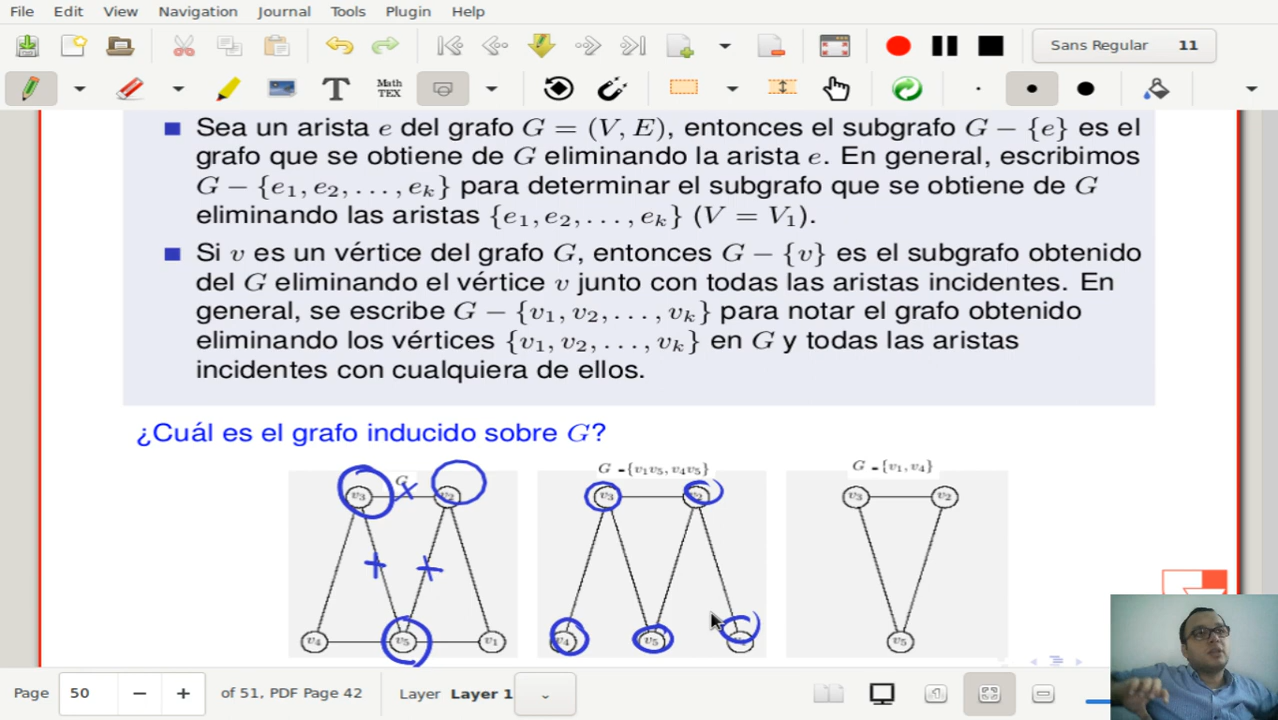 File Edit View Navigation Journal Tools Plugin Help
Sans Regular 11
T Math TEX
Sea un arista e del grafo G = (V, E), entonces el subgrafo G − {e} es el
grafo que se obtiene de G eliminando la arista e. En general, escribimos
G − {e₁, e₂, . . . , eₖ} para determinar el subgrafo que se obtiene de G
eliminando las aristas {e₁, e₂, . . . , eₖ} (V = V₁).
Si v es un vértice del grafo G, entonces G − {v} es el subgrafo obtenido
del G eliminando el vértice v junto con todas las aristas incidentes. En
general, se escribe G − {v₁, v₂, . . . , vₖ} para notar el grafo obtenido
eliminando los vértices {v₁, v₂, . . . , vₖ} en G y todas las aristas
incidentes con cualquiera de ellos.
¿Cuál es el grafo inducido sobre G?
G G -{v₁v₅, v₄v₅} G -{v₁, v₄}
v₃ v₂ v₃ v₂ v₃ v₂
v₄ v₅ v₁ v₄ v₅ v₅
Page 50 of 51, PDF Page 42 Layer Layer 1